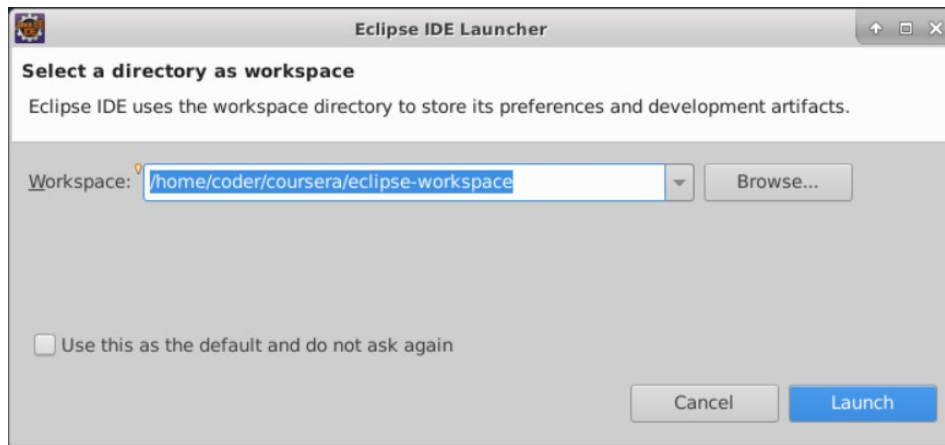 Eclipse IDE Launcher
Select a directory as workspace
Eclipse IDE uses the workspace directory to store its preferences and development artifacts.
Workspace: /home/coder/coursera/eclipse-workspace Browse...
Use this as the default and do not ask again
Cancel Launch